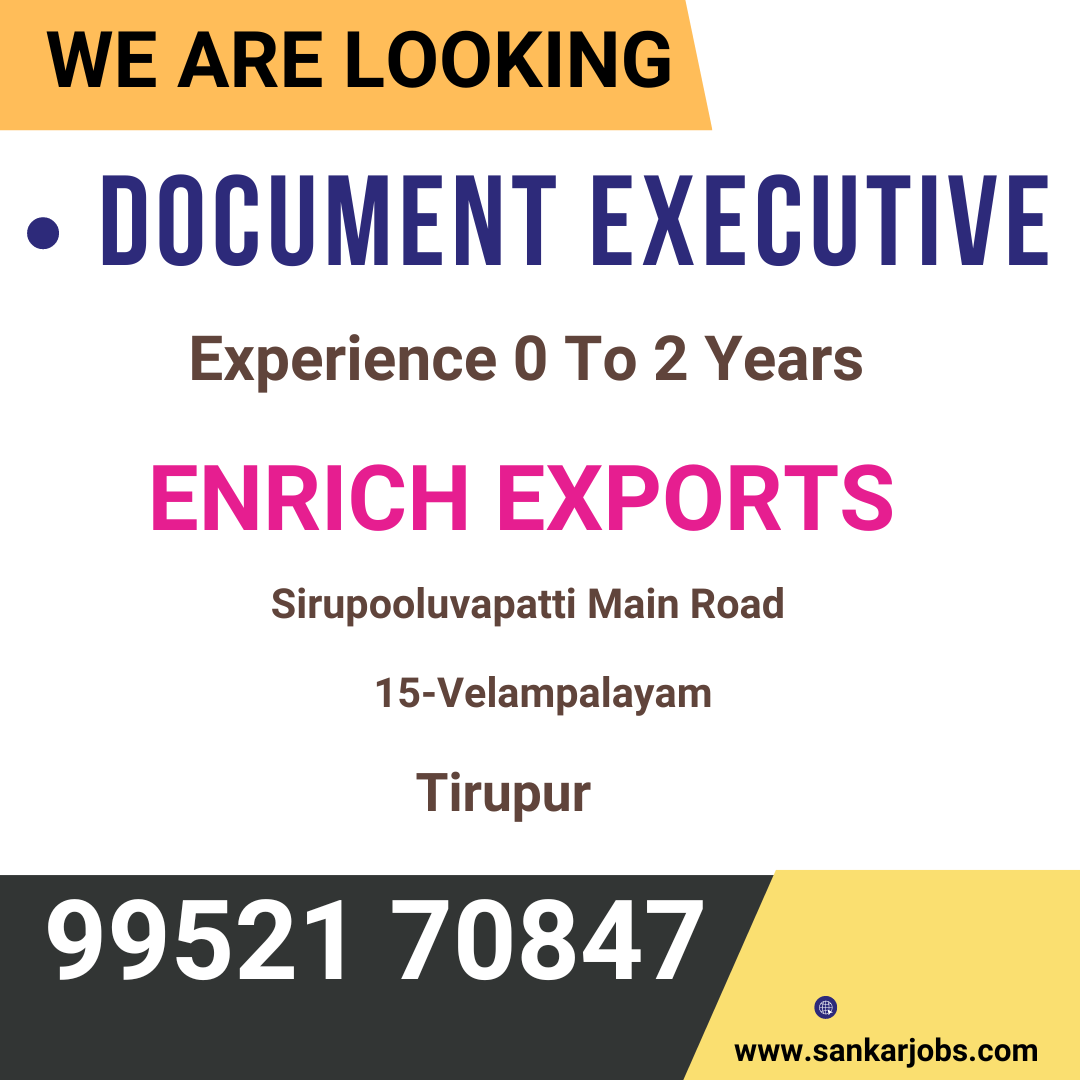 WE ARE LOOKING
• DOCUMENT EXECUTIVE
Experience 0 To 2 Years
ENRICH EXPORTS
Sirupooluvapatti Main Road
15-Velampalayam
Tirupur
99521 70847
www.sankarjobs.com